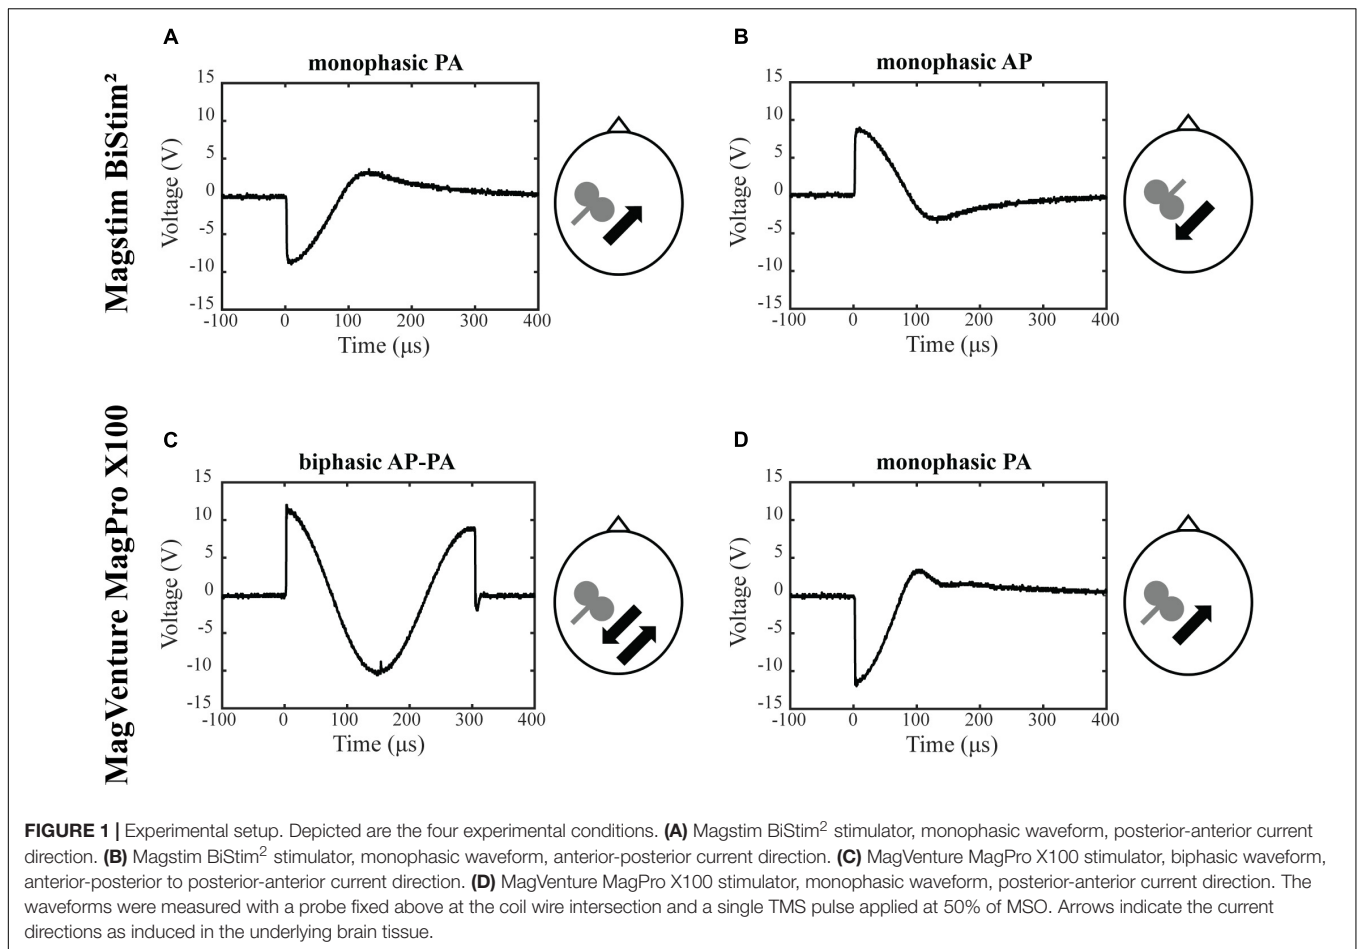 A
monophasic PA
Magstim BiStim²
Voltage (V)
15
10
5
0
-5
-10
-15
-100 0 100 200 300 400
Time (μs)
B
monophasic AP
Voltage (V)
15
10
5
0
-5
-10
-15
-100 0 100 200 300 400
Time (μs)
C
biphasic AP-PA
MagVenture MagPro X100
Voltage (V)
15
10
5
0
-5
-10
-15
-100 0 100 200 300 400
Time (μs)
D
monophasic PA
Voltage (V)
15
10
5
0
-5
-10
-15
-100 0 100 200 300 400
Time (μs)
FIGURE 1 | Experimental setup. Depicted are the four experimental conditions. (A) Magstim BiStim² stimulator, monophasic waveform, posterior-anterior current
direction. (B) Magstim BiStim² stimulator, monophasic waveform, anterior-posterior current direction. (C) MagVenture MagPro X100 stimulator, biphasic waveform,
anterior-posterior to posterior-anterior current direction. (D) MagVenture MagPro X100 stimulator, monophasic waveform, posterior-anterior current direction. The
waveforms were measured with a probe fixed above at the coil wire intersection and a single TMS pulse applied at 50% of MSO. Arrows indicate the current
directions as induced in the underlying brain tissue.